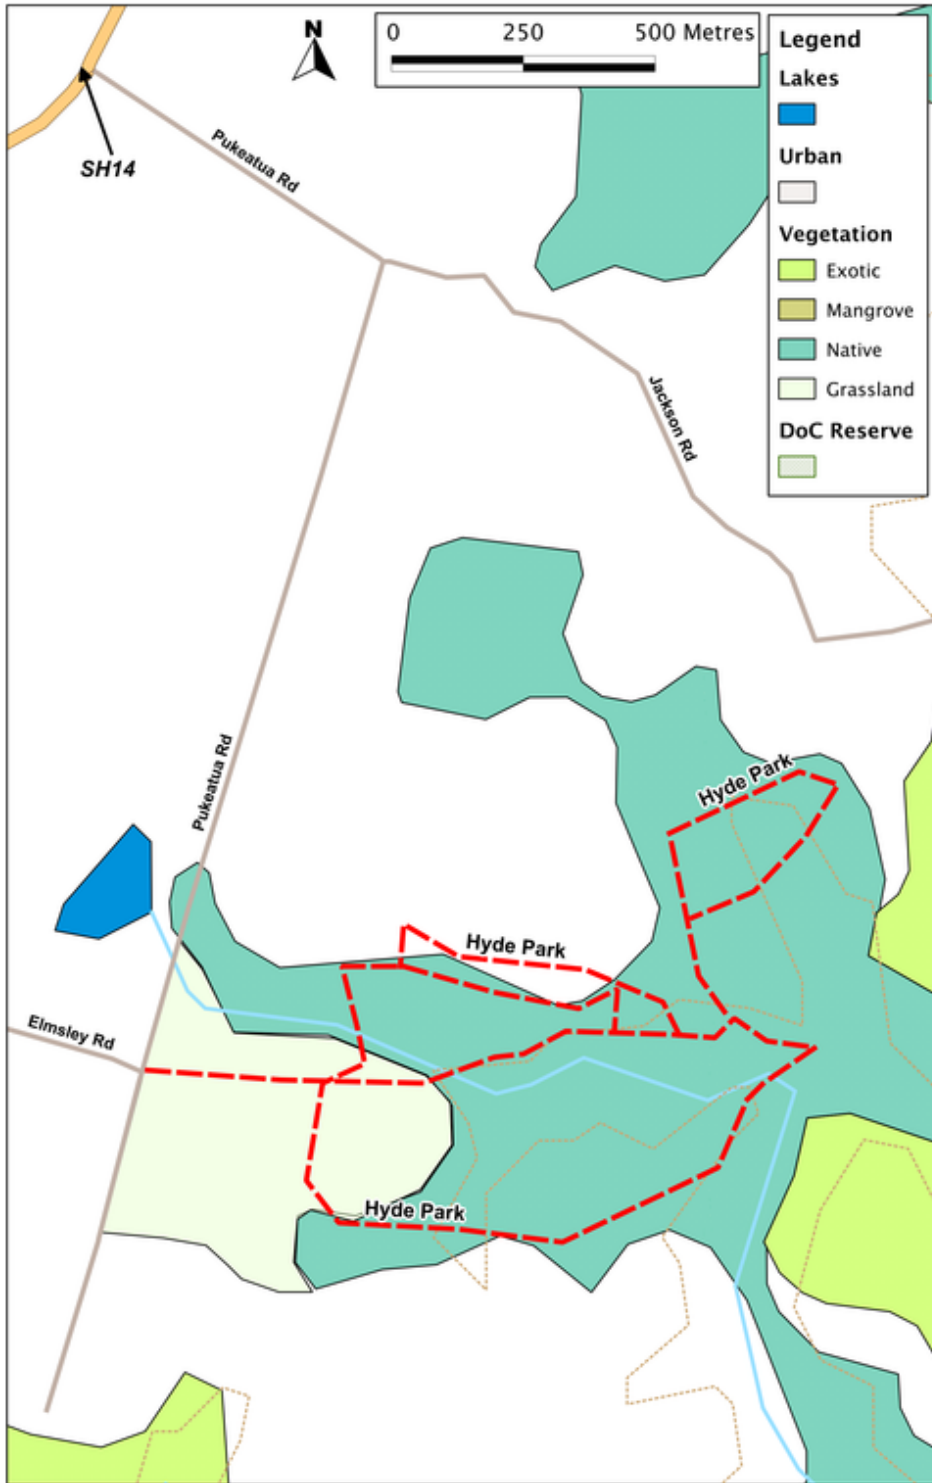 N
0 250 500 Metres
Legend
Lakes
Urban
Vegetation
Exotic
Mangrove
Native
Grassland
DoC Reserve
SH14
Pukeatua Rd
Jackson Rd
Pukeatua Rd
Hyde Park
Hyde Park
Elmsley Rd
Hyde Park